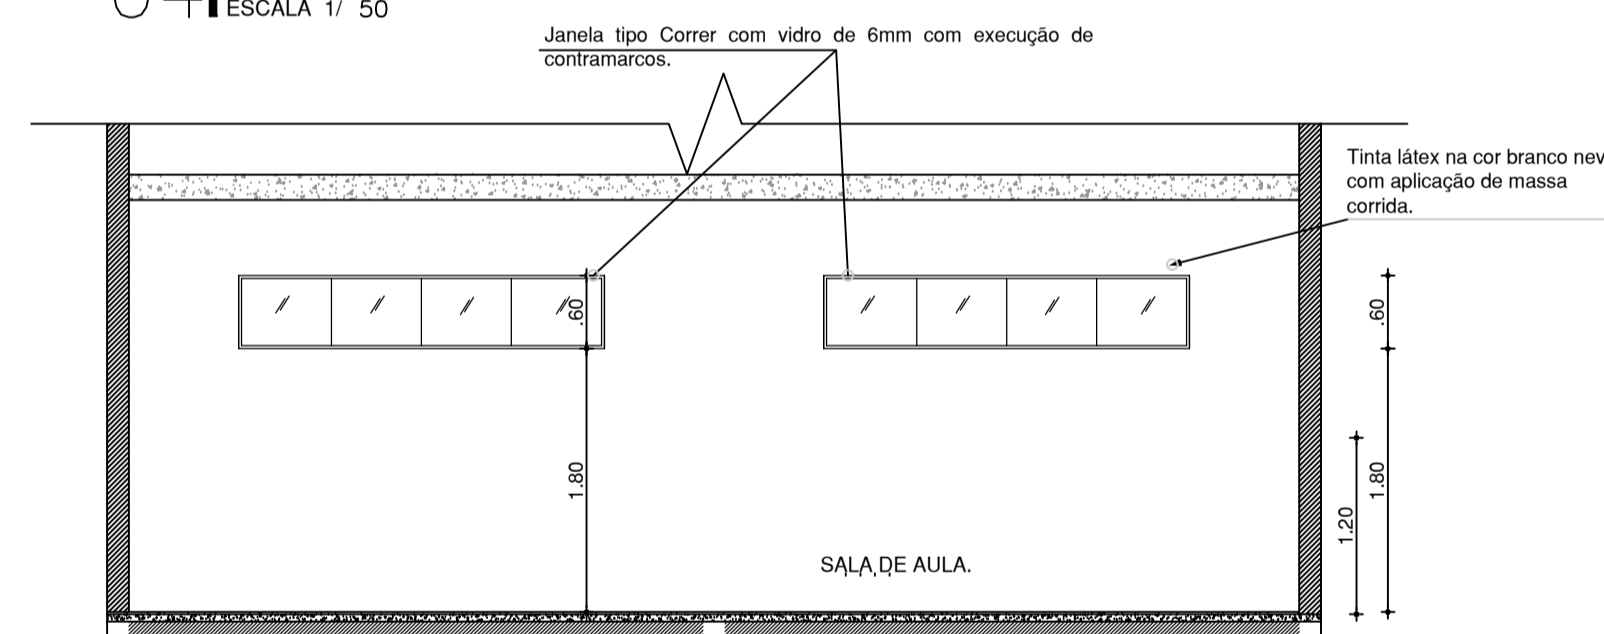 ESCALA 1/ 50
Janela tipo Correr com vidro de 6mm com execução de
contramarcos.
Tinta látex na cor branco nev
com aplicação de massa
corrida.
.60
.60
1.80
1.80
1.20
SALA DE AULA.